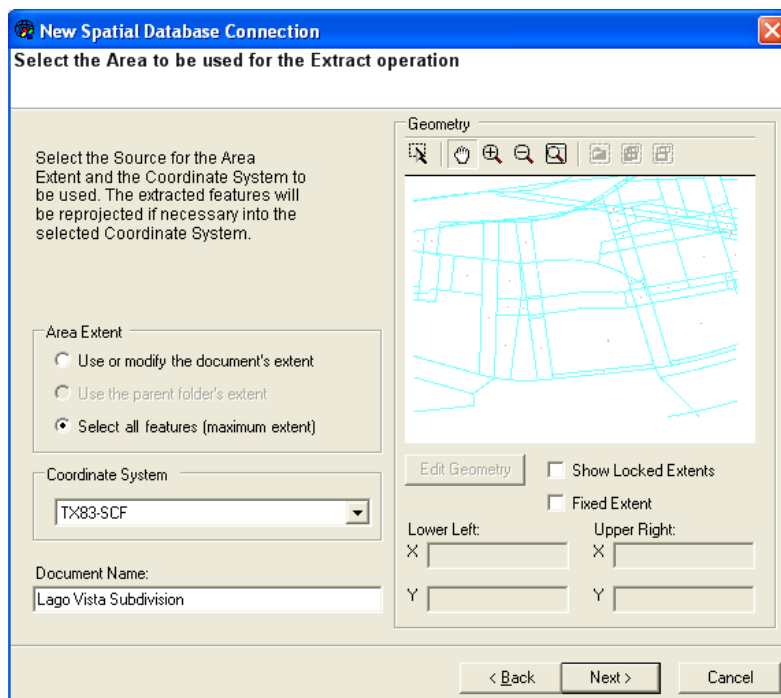 New Spatial Database Connection
Select the Area to be used for the Extract operation
Select the Source for the Area
Extent and the Coordinate System to
be used. The extracted features will
be reprojected if necessary into the
selected Coordinate System.
Area Extent
Use or modify the document's extent
Use the parent folder's extent
Select all features (maximum extent)
Coordinate System
TX83-SCF
Document Name:
Lago Vista Subdivision
Geometry
Edit Geometry
Show Locked Extents
Fixed Extent
Lower Left:
Upper Right:
X
X
Y
Y
< Back
Next >
Cancel